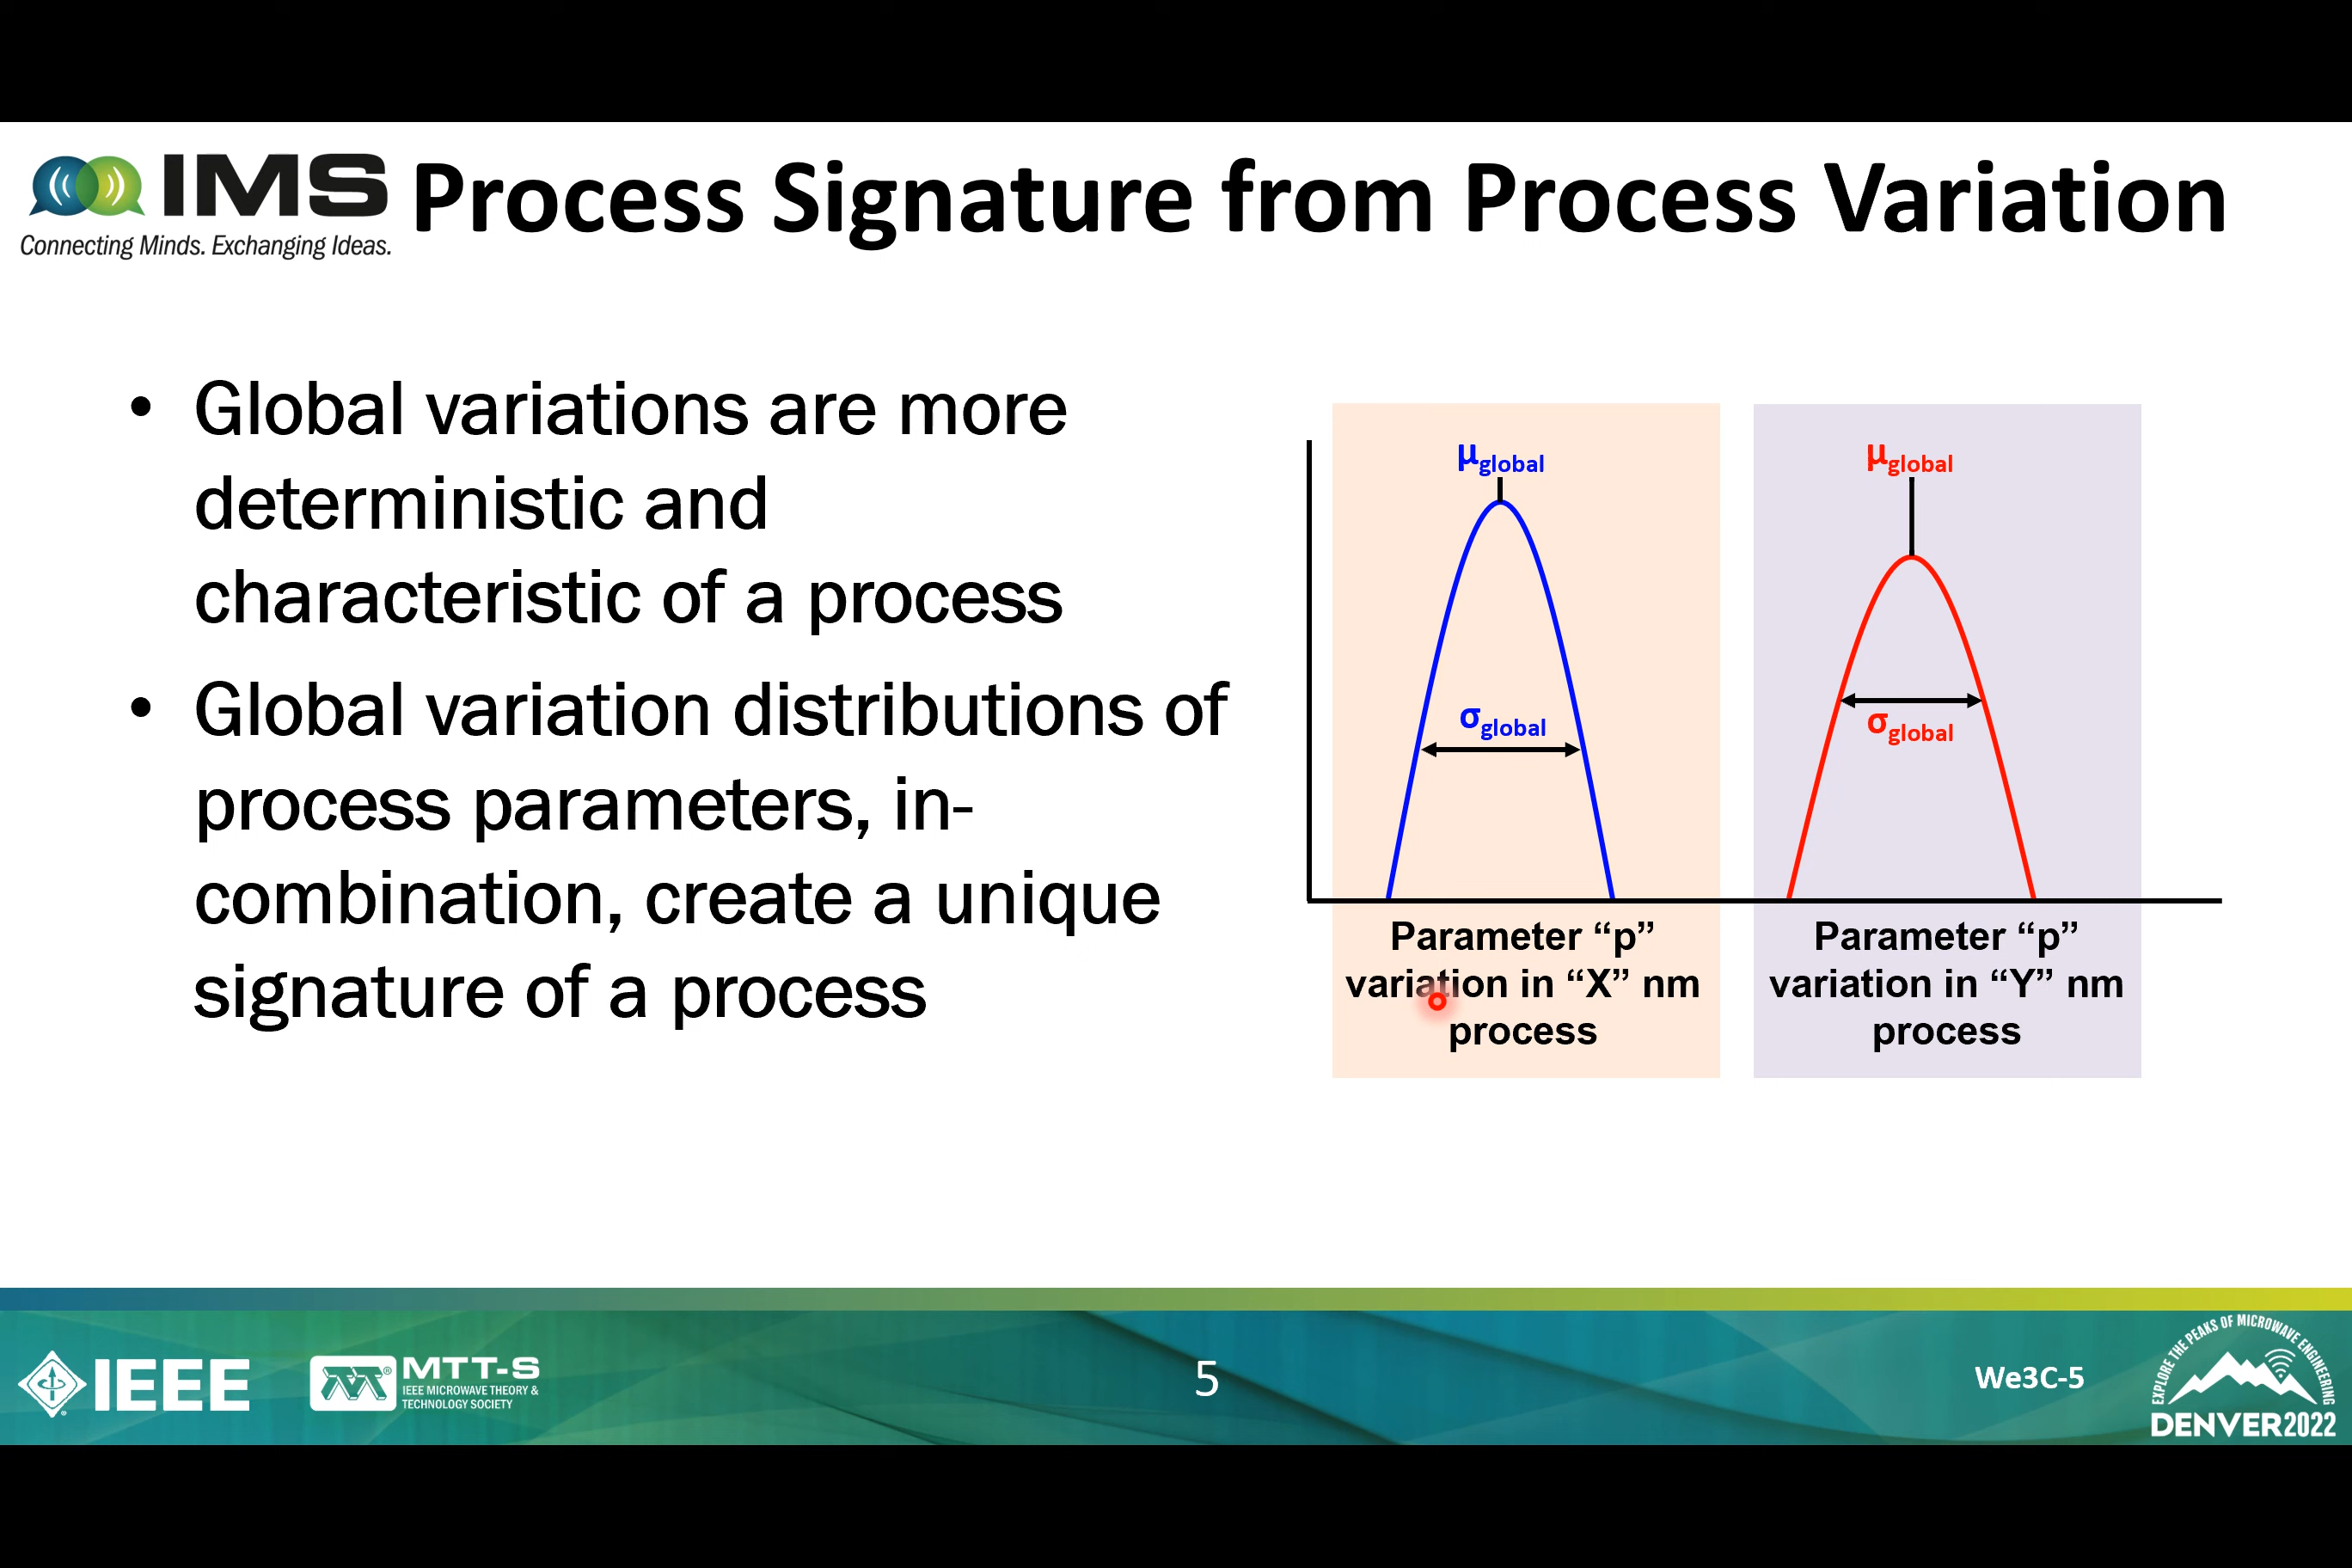 IMS
Connecting Minds. Exchanging Ideas.
Process Signature from Process Variation
• Global variations are more
deterministic and
characteristic of a process
• Global variation distributions of
process parameters, in-
combination, create a unique
signature of a process
μglobal
σglobal
Parameter “p”
variation in “X” nm
process
μglobal
σglobal
Parameter “p”
variation in “Y” nm
process
IEEE
MTT-S
IEEE MICROWAVE THEORY &
TECHNOLOGY SOCIETY
5
We3C-5
EXPLORE THE PEAKS OF MICROWAVE ENGINEERING
DENVER2022